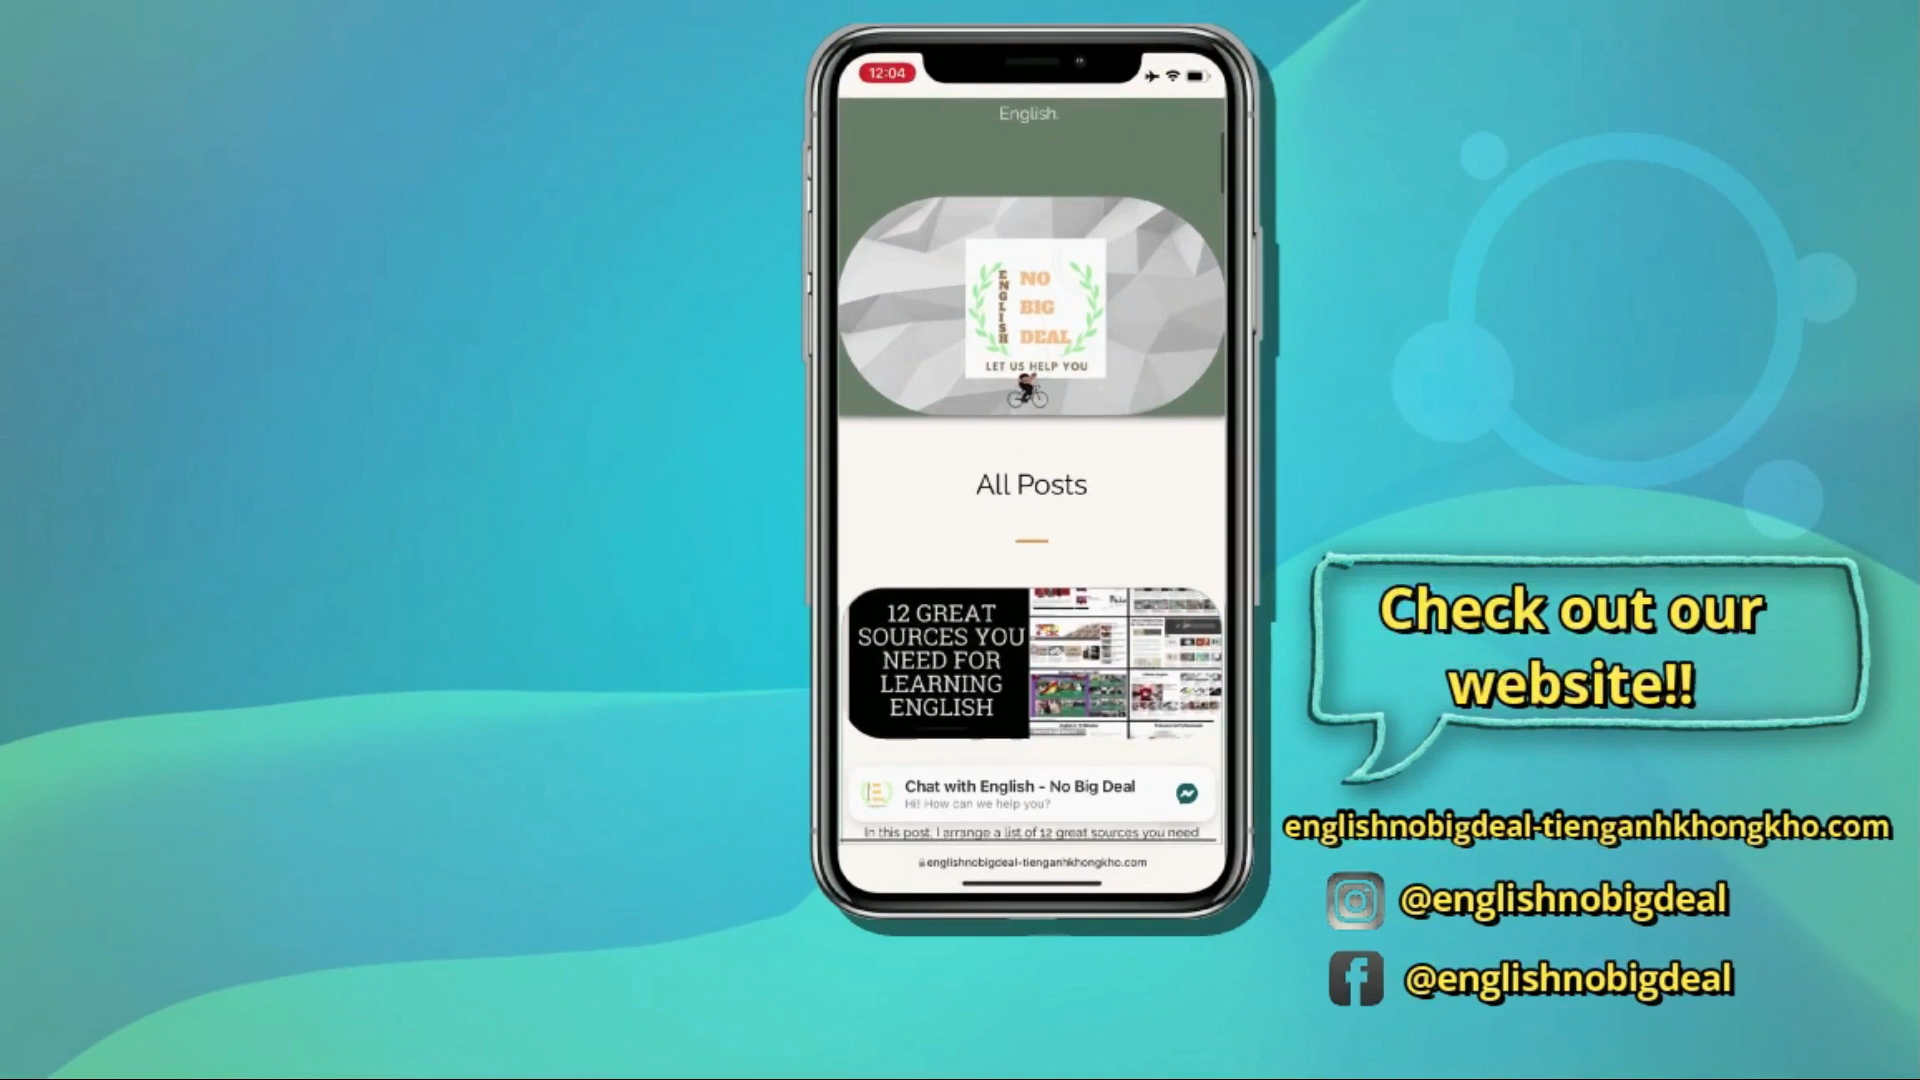 12:04
English.
ENGLISH
NO
BIG
DEAL
LET US HELP YOU
All Posts
12 GREAT
SOURCES YOU
NEED FOR
LEARNING
ENGLISH
Chat with English - No Big Deal
Hi! How can we help you?
In this post, I arrange a list of 12 great sources you need
englishnobigdeal-tienganhkhongkho.com
Check out our
website!!
englishnobigdeal-tienganhkhongkho.com
@englishnobigdeal
@englishnobigdeal